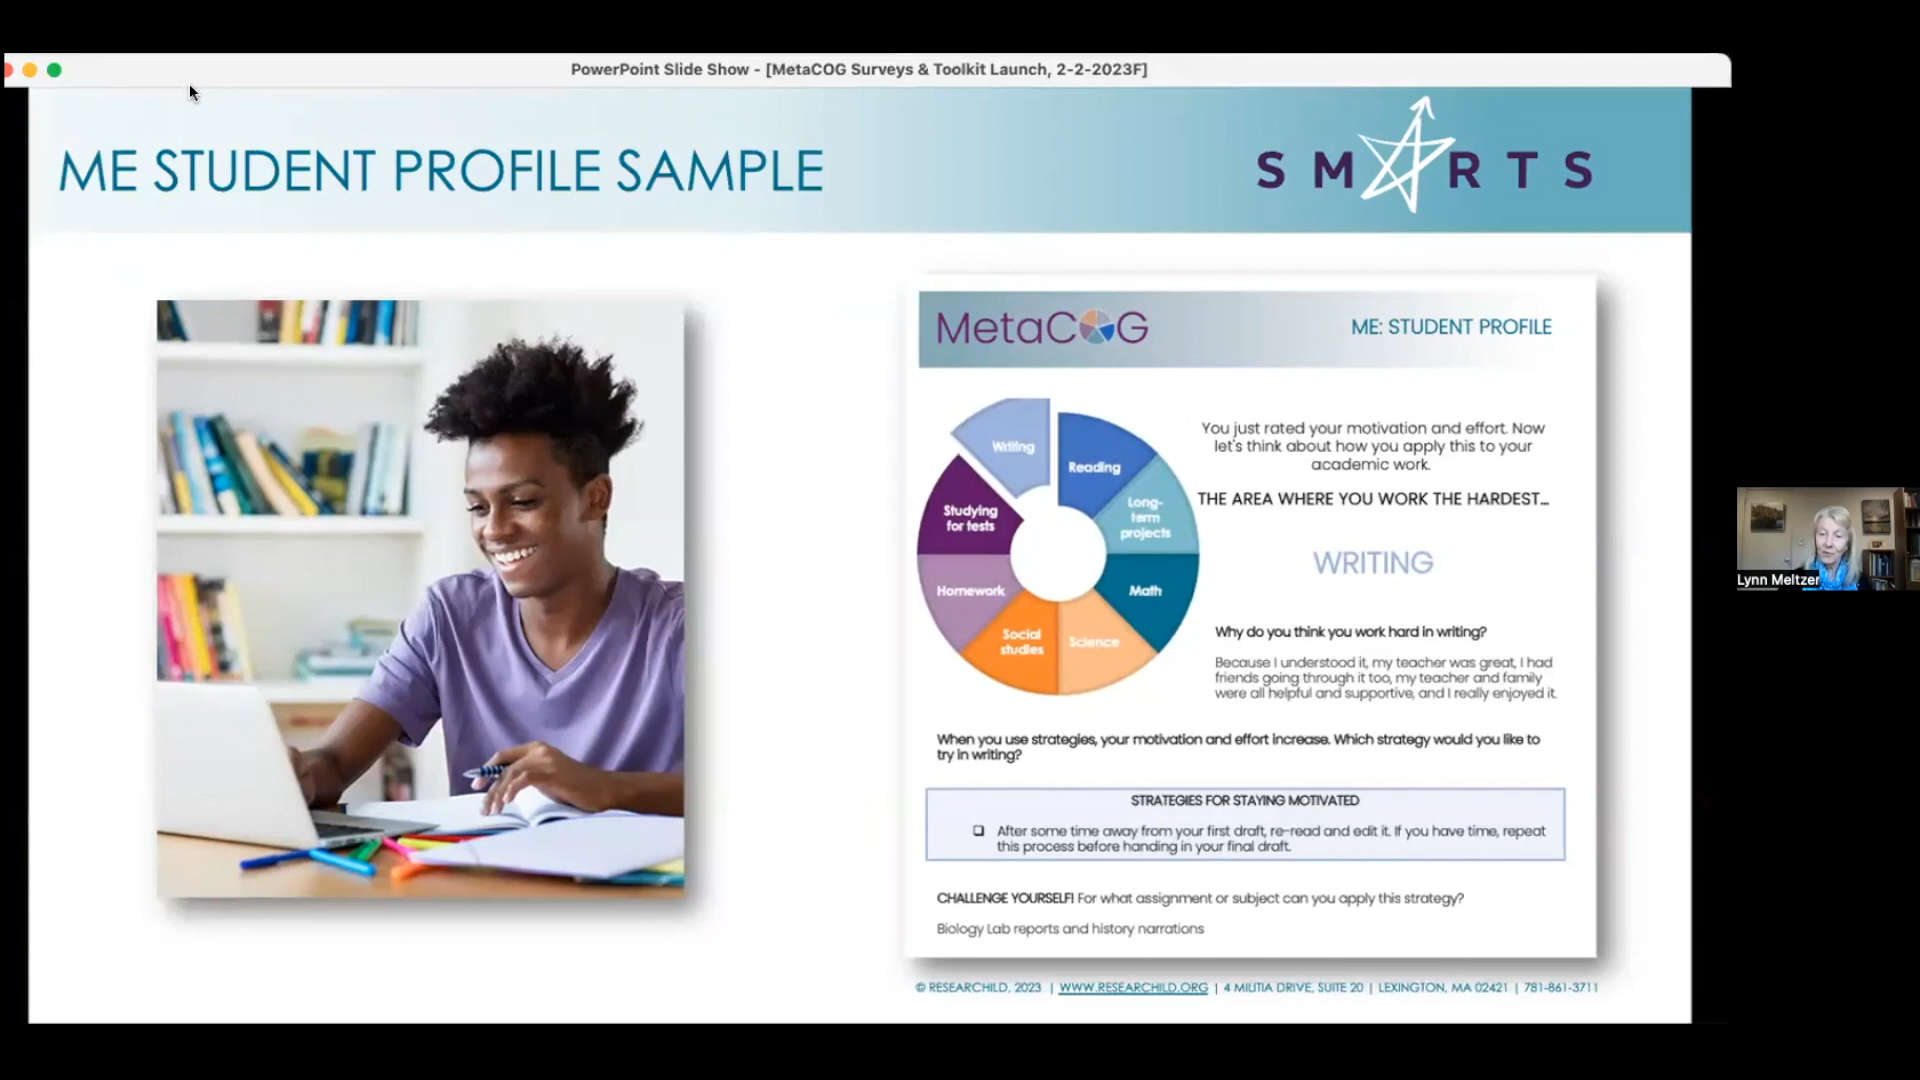 PowerPoint Slide Show - [MetaCOG Surveys & Toolkit Launch, 2-2-2023F]
ME STUDENT PROFILE SAMPLE
SMARTS
MetaCOG
ME: STUDENT PROFILE
Writing
Reading
Long-
term
projects
Math
Science
Social
studies
Homework
Studying
for tests
You just rated your motivation and effort. Now
let's think about how you apply this to your
academic work.
THE AREA WHERE YOU WORK THE HARDEST...
WRITING
Why do you think you work hard in writing?
Because I understood it, my teacher was great, I had
friends going through it too, my teacher and family
were all helpful and supportive, and I really enjoyed it.
When you use strategies, your motivation and effort increase. Which strategy would you like to
try in writing?
STRATEGIES FOR STAYING MOTIVATED
❑ After some time away from your first draft, re-read and edit it. If you have time, repeat
this process before handing in your final draft.
CHALLENGE YOURSELF! For what assignment or subject can you apply this strategy?
Biology Lab reports and history narrations
© RESEARCHILD, 2023 | WWW.RESEARCHILD.ORG | 4 MILITIA DRIVE, SUITE 20 | LEXINGTON, MA 02421 | 781-861-3711
Lynn Meltzer